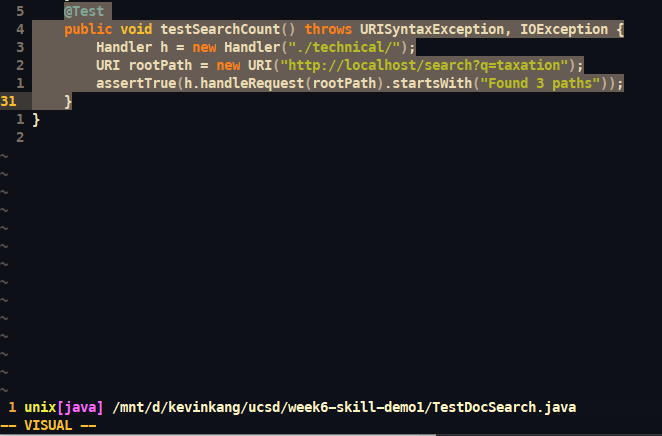 5 @Test
4 public void testSearchCount() throws URISyntaxException, IOException {
3 Handler h = new Handler("./technical/");
2 URI rootPath = new URI("http://localhost/search?q=taxation");
1 assertTrue(h.handleRequest(rootPath).startsWith("Found 3 paths"));
31 }
1 }
2
~
~
~
~
~
~
~
~
~
~
~
~
~
~
1 unix[java] /mnt/d/kevinkang/ucsd/week6-skill-demo1/TestDocSearch.java
-- VISUAL --